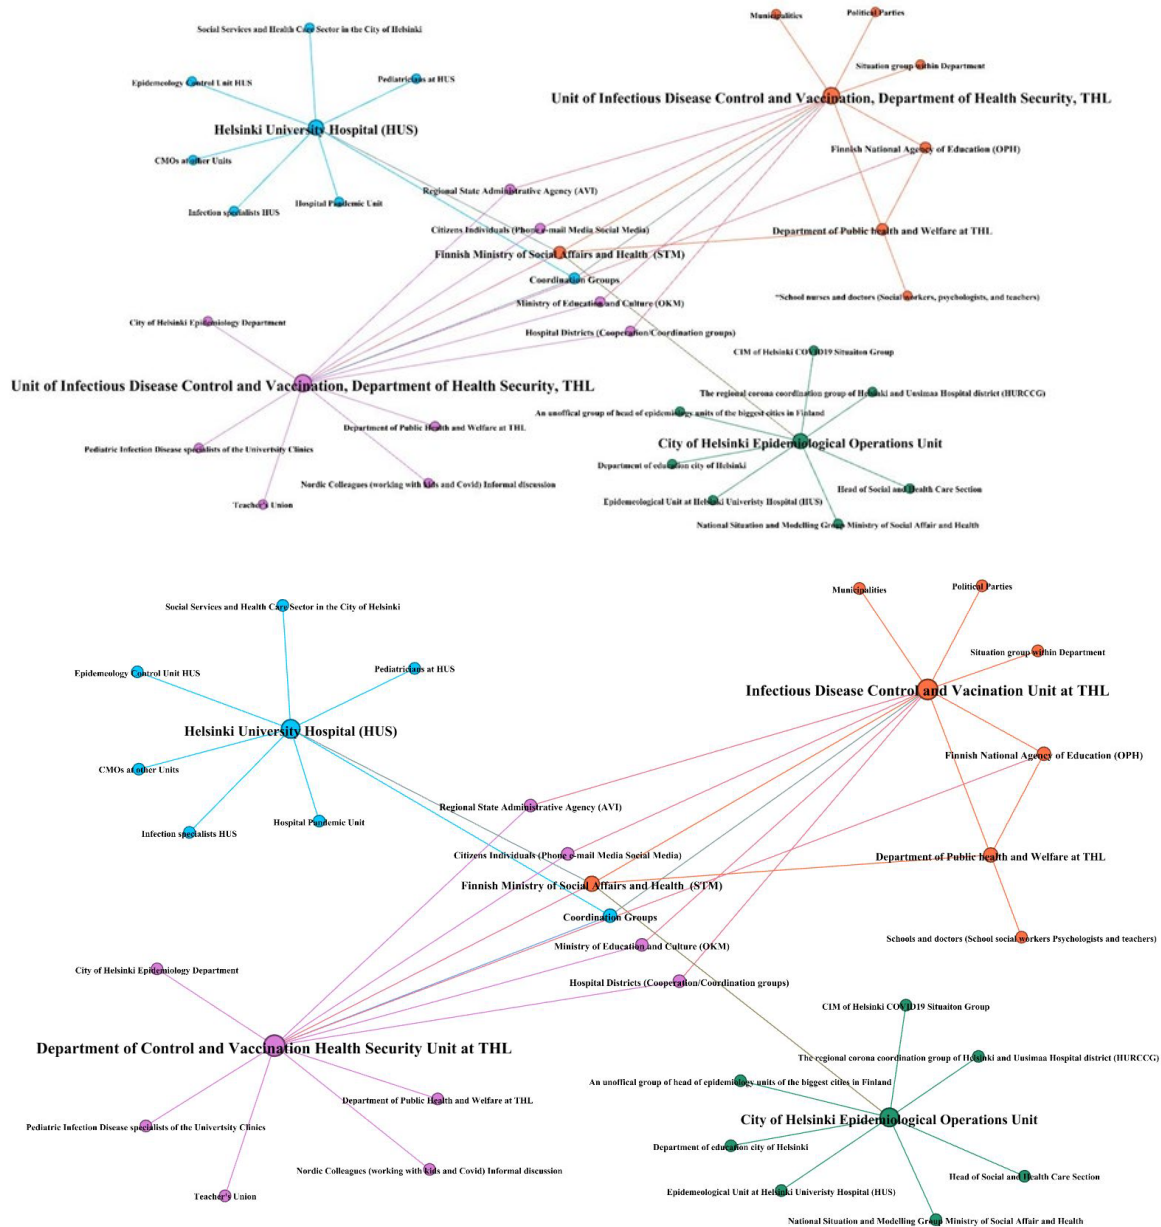 Social Services and Health Care Sector in the City of Helsinki
Municipalities
Political Parties
Epidemeology Control Unit HUS
Pediatricians at HUS
Situation group within Department
Unit of Infectious Disease Control and Vaccination, Department of Health Security, THL
Helsinki University Hospital (HUS)
Finnish National Agency of Education (OPH)
CMOs at other Units
Regional State Administrative Agency (AVI)
Infection specialists HUS
Hospital Pandemic Unit
Citizens Individuals (Phone e-mail Media Social Media)
Department of Public health and Welfare at THL
Finnish Ministry of Social Affairs and Health (STM)
Coordination Groups
Ministry of Education and Culture (OKM)
"School nurses and doctors (Social workers, psychologists, and teachers)
City of Helsinki Epidemiology Department
Hospital Districts (Cooperation/Coordination groups)
CIM of Helsinki COVID19 Situaiton Group
Unit of Infectious Disease Control and Vaccination, Department of Health Security, THL
The regional corona coordination group of Helsinki and Uusimaa Hospital district (HURCCG)
An unoffical group of head of epidemiology units of the biggest cities in Finland
Department of Public Health and Welfare at THL
City of Helsinki Epidemiological Operations Unit
Pediatric Infection Disease specialists of the Univertsity Clinics
Department of education city of Helsinki
Nordic Colleagues (working with kids and Covid) Informal discussion
Head of Social and Health Care Section
Teacher's Union
Epidemeological Unit at Helsinki Univeristy Hospital (HUS)
National Situation and Modelling Group Ministry of Social Affair and Health
Municipalities
Political Parties
Social Services and Health Care Sector in the City of Helsinki
Situation group within Department
Epidemeology Control Unit HUS
Pediatricians at HUS
Infectious Disease Control and Vacination Unit at THL
Helsinki University Hospital (HUS)
Finnish National Agency of Education (OPH)
CMOs at other Units
Regional State Administrative Agency (AVI)
Hospital Pandemic Unit
Infection specialists HUS
Citizens Individuals (Phone e-mail Media Social Media)
Department of Public health and Welfare at THL
Finnish Ministry of Social Affairs and Health (STM)
Coordination Groups
Schools and doctors (School social workers Psychologists and teachers)
Ministry of Education and Culture (OKM)
City of Helsinki Epidemiology Department
Hospital Districts (Cooperation/Coordination groups)
CIM of Helsinki COVID19 Situaiton Group
Department of Control and Vaccination Health Security Unit at THL
The regional corona coordination group of Helsinki and Uusimaa Hospital district (HURCCG)
An unoffical group of head of epidemiology units of the biggest cities in Finland
Department of Public Health and Welfare at THL
City of Helsinki Epidemiological Operations Unit
Pediatric Infection Disease specialists of the Univertsity Clinics
Department of education city of Helsinki
Nordic Colleagues (working with kids and Covid) Informal discussion
Head of Social and Health Care Section
Teacher's Union
Epidemeological Unit at Helsinki Univeristy Hospital (HUS)
National Situation and Modelling Group Ministry of Social Affair and Health